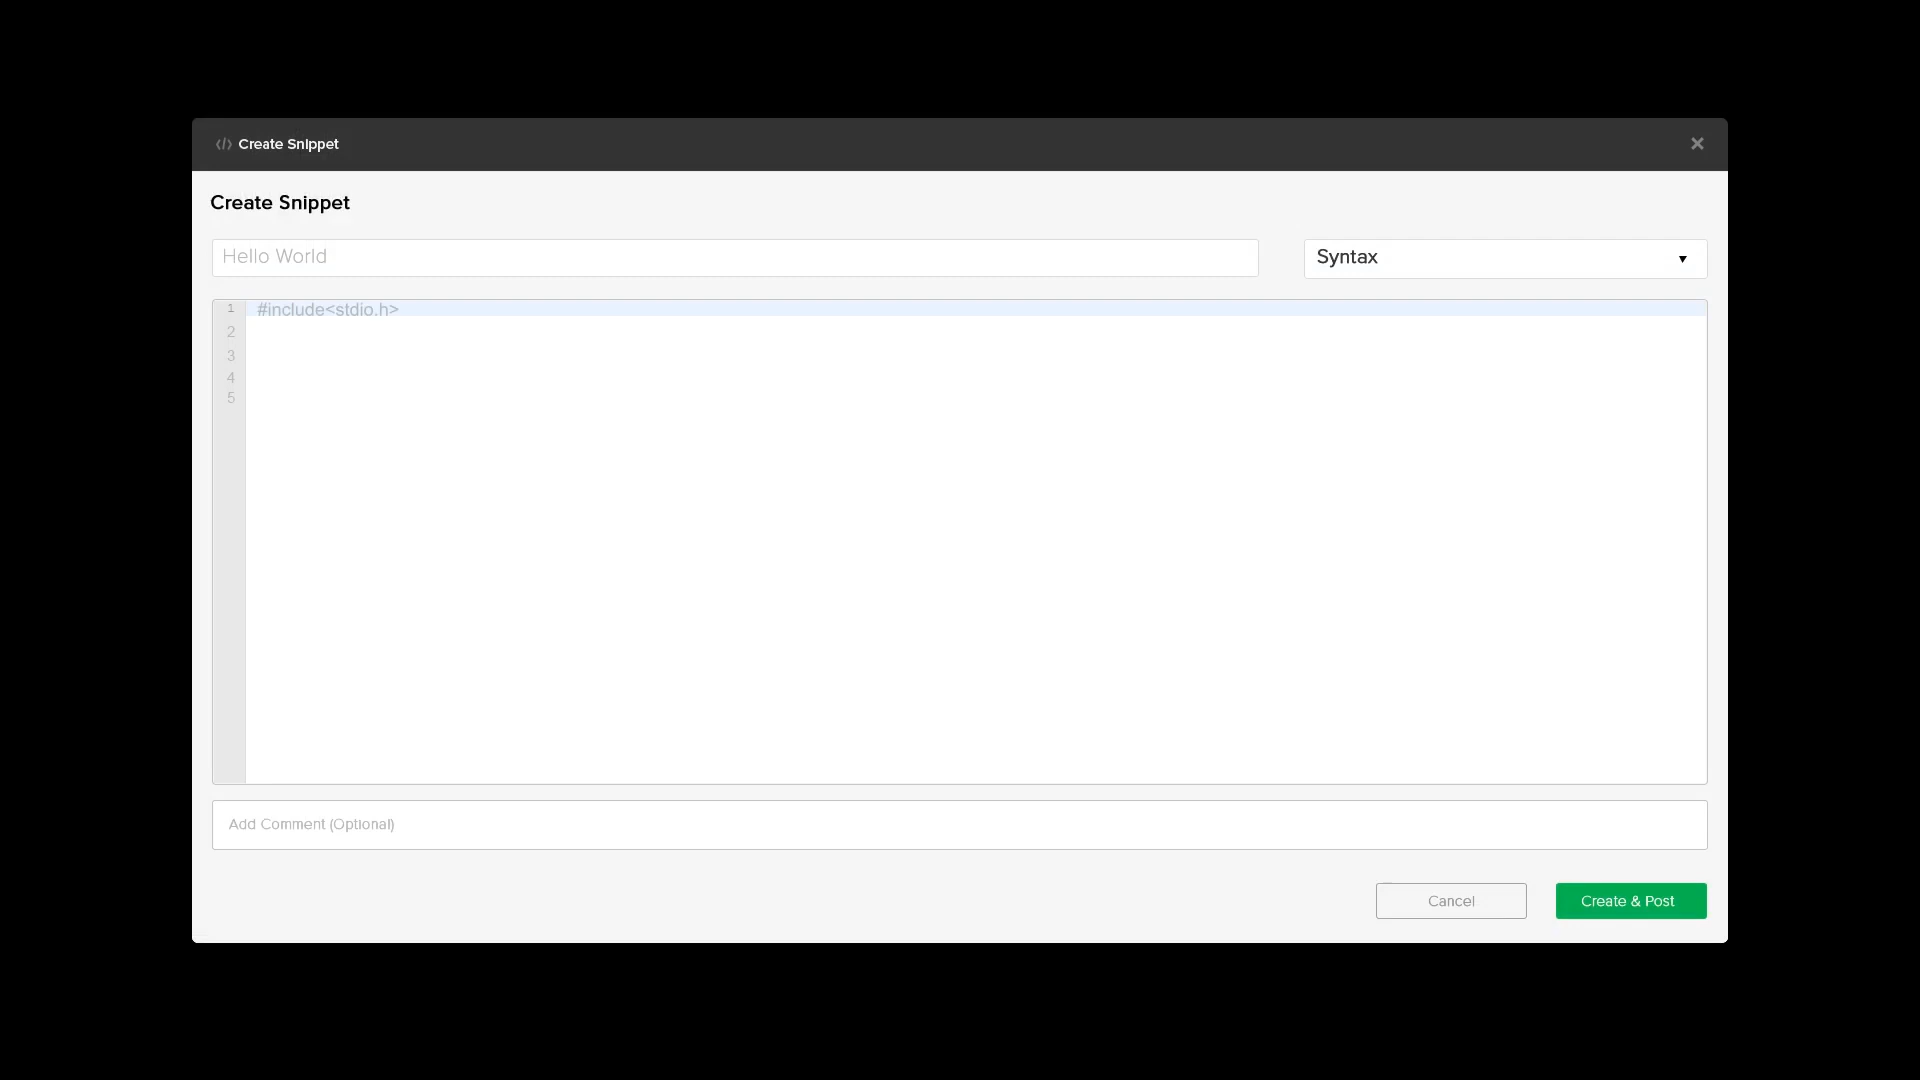 </> Create Snippet
Create Snippet
Hello World
Syntax
1 #include<stdio.h>
2
3
4
5
Add Comment (Optional)
Cancel
Create & Post